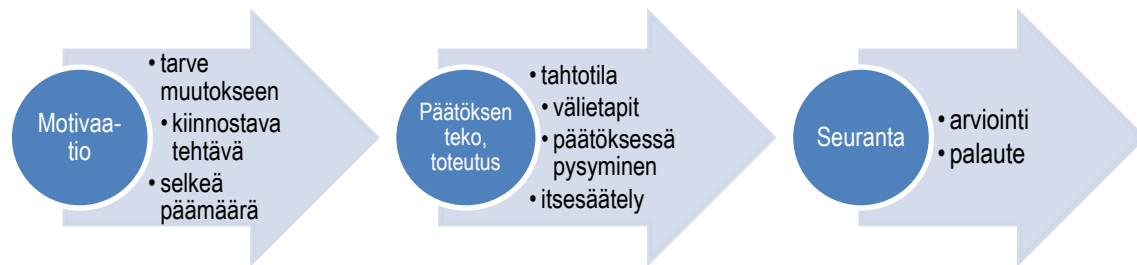 Motivaa-
tio
• tarve
muutokseen
• kiinnostava
tehtävä
• selkeä
päämäärä
Päätöksen
teko,
toteutus
• tahtotila
• välietapit
• päätöksessä
pysyminen
• itsesäätely
Seuranta
• arviointi
• palaute